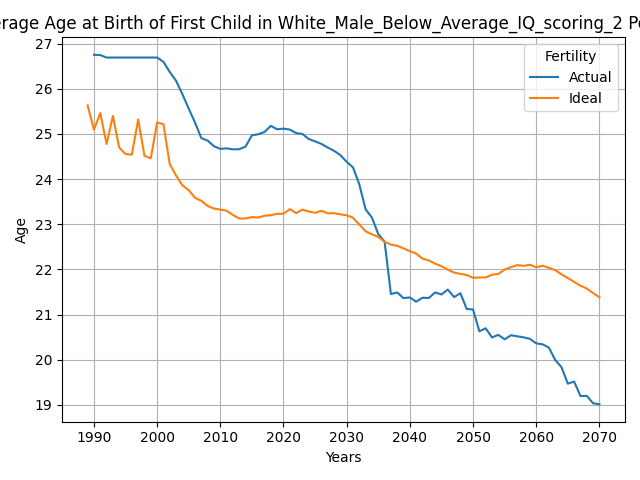 erage Age at Birth of First Child in White_Male_Below_Average_IQ_scoring_2 Po
27
26
25
24
23
22
21
20
19
Age
Fertility
Actual
Ideal
1990 2000 2010 2020 2030 2040 2050 2060 2070
Years